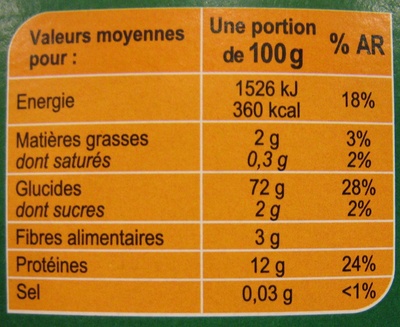 Valeurs moyennes pour : Une portion de 100 g % AR
Energie 1526 kJ 360 kcal 18%
Matières grasses 2 g 3%
dont saturés 0,3 g 2%
Glucides 72 g 28%
dont sucres 2 g 2%
Fibres alimentaires 3 g
Protéines 12 g 24%
Sel 0,03 g <1%